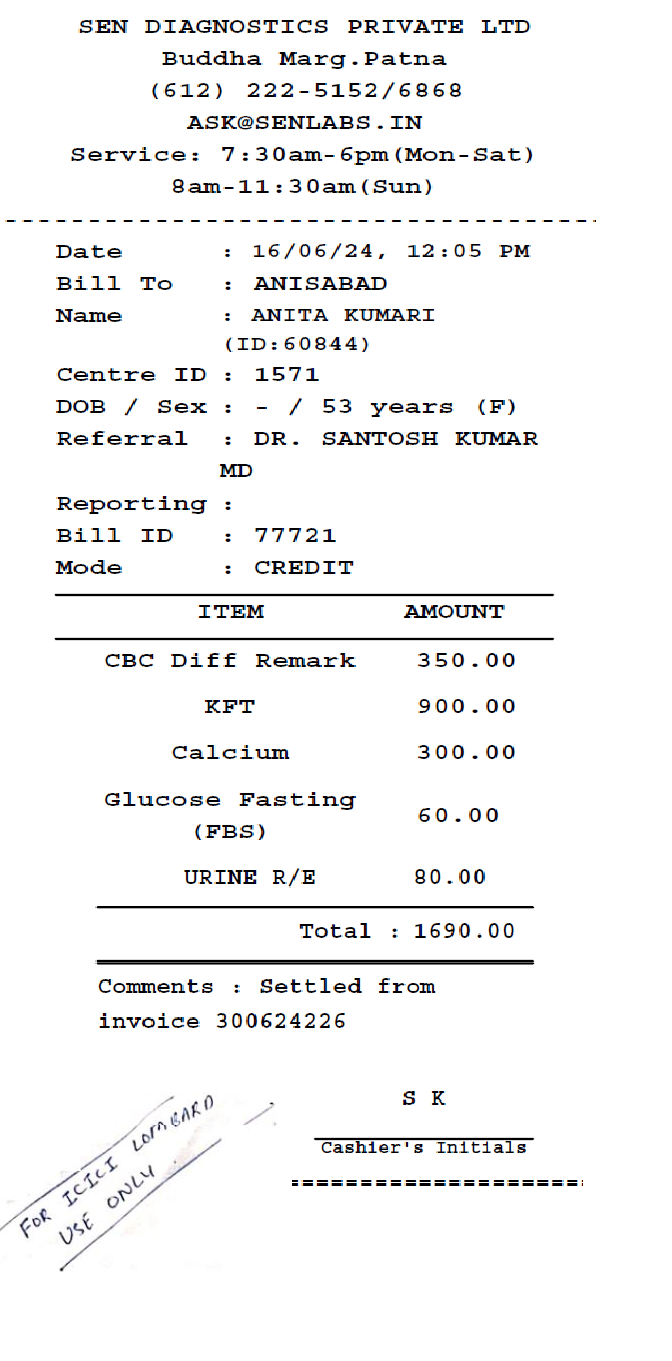 SEN DIAGNOSTICS PRIVATE LTD
Buddha Marg.Patna
(612) 222-5152/6868
ASK@SENLABS.IN
Service: 7:30am-6pm(Mon-Sat)
8am-11:30am(Sun)
Date : 16/06/24, 12:05 PM
Bill To : ANISABAD
Name : ANITA KUMARI
(ID:60844)
Centre ID : 1571
DOB / Sex : - / 53 years (F)
Referral : DR. SANTOSH KUMAR
MD
Reporting :
Bill ID : 77721
Mode : CREDIT
ITEM AMOUNT
CBC Diff Remark 350.00
KFT 900.00
Calcium 300.00
Glucose Fasting
(FBS) 60.00
URINE R/E 80.00
Total : 1690.00
Comments : Settled from
invoice 300624226
S K
Cashier's Initials
FOR ICICI LOMBARD
USE ONLY